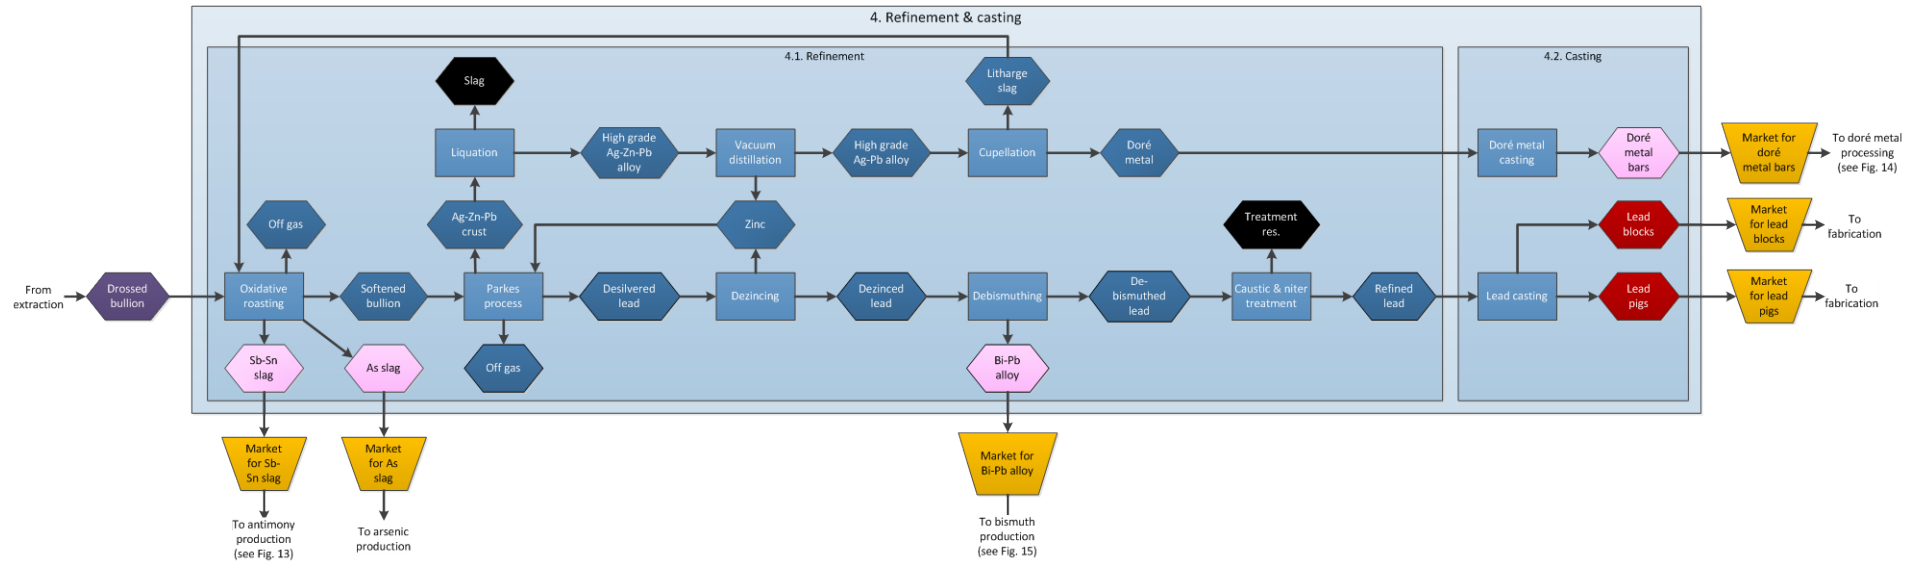 4. Refinement & casting
4.1. Refinement
4.2. Casting
Slag
Litharge
slag
Liquation
High grade
Ag-Zn-Pb
alloy
Vacuum
distillation
High grade
Ag-Pb alloy
Cupellation
Doré
metal
Doré metal
casting
Doré
metal
bars
Market for
doré
metal bars
To doré metal
processing
(see Fig. 14)
Off gas
Ag-Zn-Pb
crust
Zinc
Treatment
res.
Lead
blocks
Market
for lead
blocks
To
fabrication
From
extraction
Drossed
bullion
Oxidative
roasting
Softened
bullion
Parkes
process
Desilvered
lead
Dezincing
Dezinced
lead
Debismuthing
De-
bismuthed
lead
Caustic & niter
treatment
Refined
lead
Lead casting
Lead
pigs
Market
for lead
pigs
To
fabrication
Sb-Sn
slag
As slag
Off gas
Bi-Pb
alloy
Market
for Sb-
Sn slag
Market
for As
slag
Market for
Bi-Pb alloy
To antimony
production
(see Fig. 13)
To arsenic
production
To bismuth
production
(see Fig. 15)